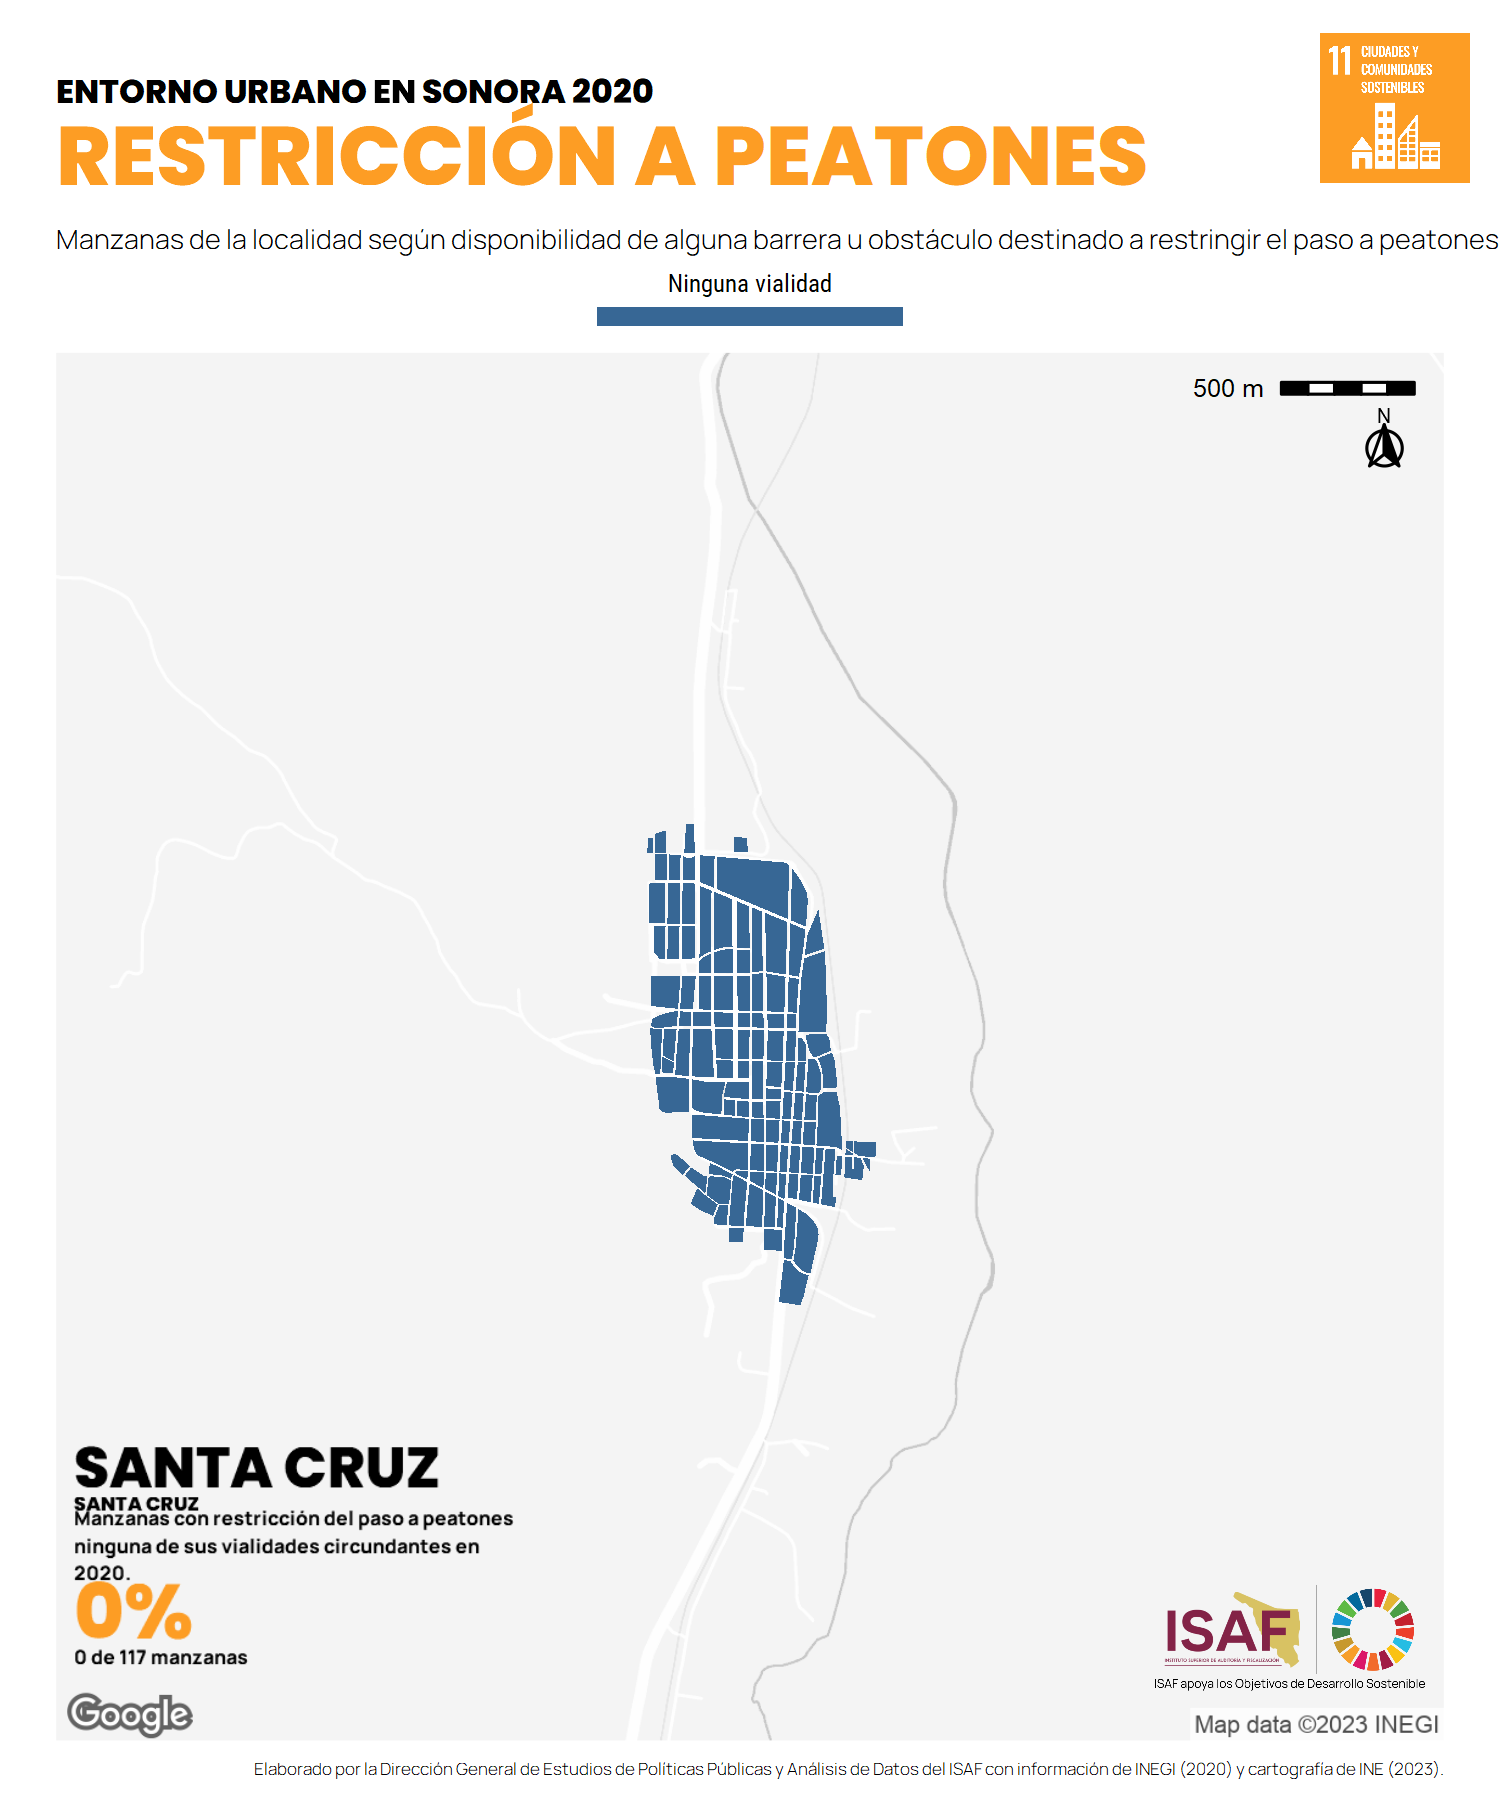 ENTORNO URBANO EN SONORA 2020
RESTRICCIÓN A PEATONES
11 CIUDADES Y
COMUNIDADES
SOSTENIBLES
Manzanas de la localidad según disponibilidad de alguna barrera u obstáculo destinado a restringir el paso a peatones
Ninguna vialidad
500 m
N
SANTA CRUZ
SANTA CRUZ
Manzanas con restricción del paso a peatones
ninguna de sus vialidades circundantes en
2020.
0%
0 de 117 manzanas
Google
ISAF
INSTITUTO SUPERIOR DE AUDITORÍA Y FISCALIZACIÓN
ISAF apoya los Objetivos de Desarrollo Sostenible
Map data ©2023 INEGI
Elaborado por la Dirección General de Estudios de Políticas Públicas y Análisis de Datos del ISAF con información de INEGI (2020) y cartografía de INE (2023).